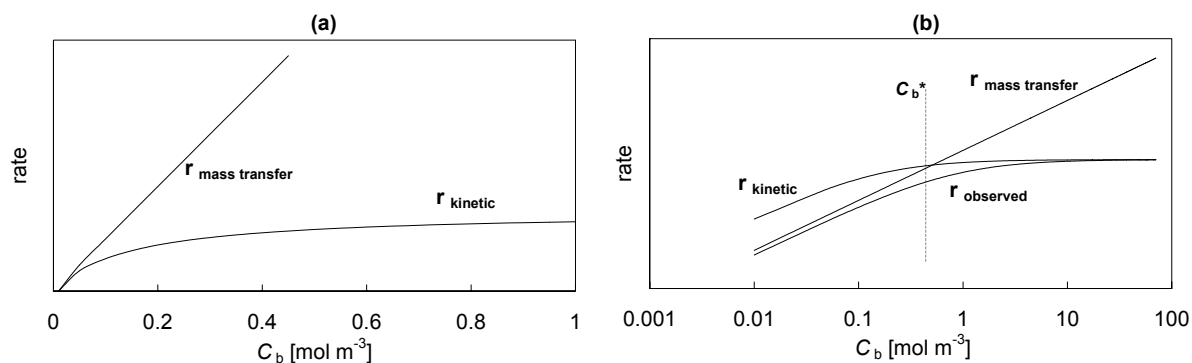 (a)
rate
r mass transfer
r kinetic
0 0.2 0.4 0.6 0.8 1
C b [mol m-3]
(b)
rate
C b*
r mass transfer
r kinetic
r observed
0.001 0.01 0.1 1 10 100
C b [mol m-3]